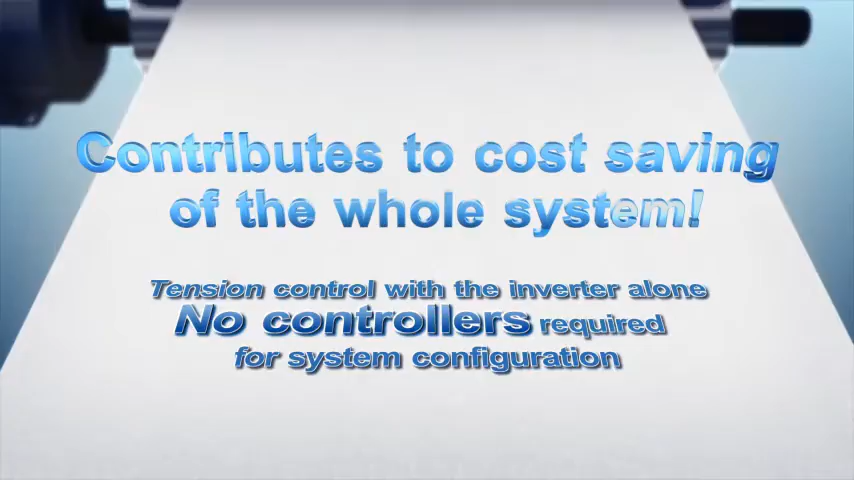 Contributes to cost saving
of the whole system!
Tension control with the inverter alone
No controllers required
for system configuration